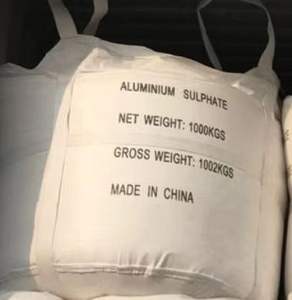 ALUMINIUM SULPHATE
NET WEIGHT: 1000KGS
GROSS WEIGHT: 1002KGS
MADE IN CHINA